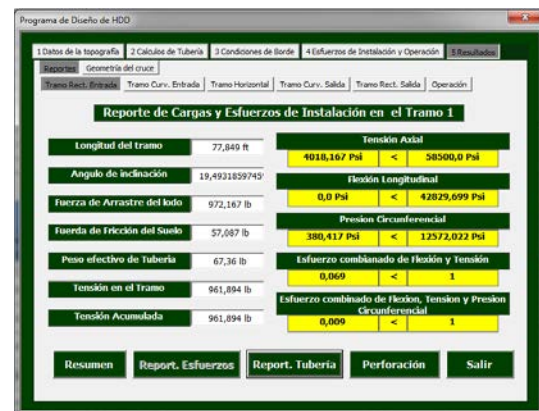 Programa de Diseño de HDD
1 Datos de la topografía 2 Calculos de Tubería 3 Condiciones de Borde 4 Esfuerzos de Instalación y Operación 5 Resultados
Reportes Geometría del cruce
Tramo Rect. Entrada Tramo Curv. Entrada Tramo Horizontal Tramo Curv. Salida Tramo Rect. Salida Operación
Reporte de Cargas y Esfuerzos de Instalación en el Tramo 1
Longitud del tramo 77,849 ft
Angulo de inclinación 19,4931859745
Fuerza de Arrastre del lodo 972,167 lb
Fuerda de Fricción del Suelo 57,087 lb
Peso efectivo de Tuberia 67,36 lb
Tensión en el Tramo 961,894 lb
Tensión Acumulada 961,894 lb
Tensión Axial
4018,167 Psi < 58500,0 Psi
Flexión Longitudinal
0,0 Psi < 42829,699 Psi
Presion Circunferencial
380,417 Psi < 12572,022 Psi
Esfuerzo combianado de Flexión y Tensión
0,069 < 1
Esfuerzo combinado de Flexion, Tension y Presion
Circunferencial
0,009 < 1
Resumen Report. Esfuerzos Report. Tubería Perforación Salir